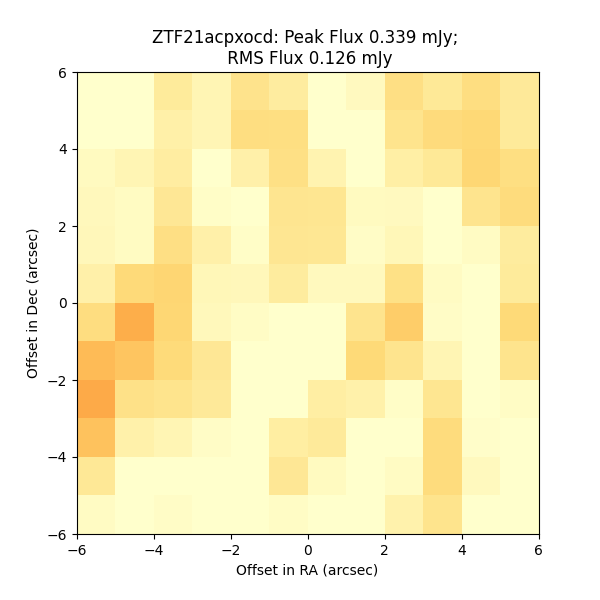 ZTF21acpxocd: Peak Flux 0.339 mJy;
RMS Flux 0.126 mJy
6
4
2
0
−2
−4
−6
Offset in Dec (arcsec)
−6 −4 −2 0 2 4 6
Offset in RA (arcsec)